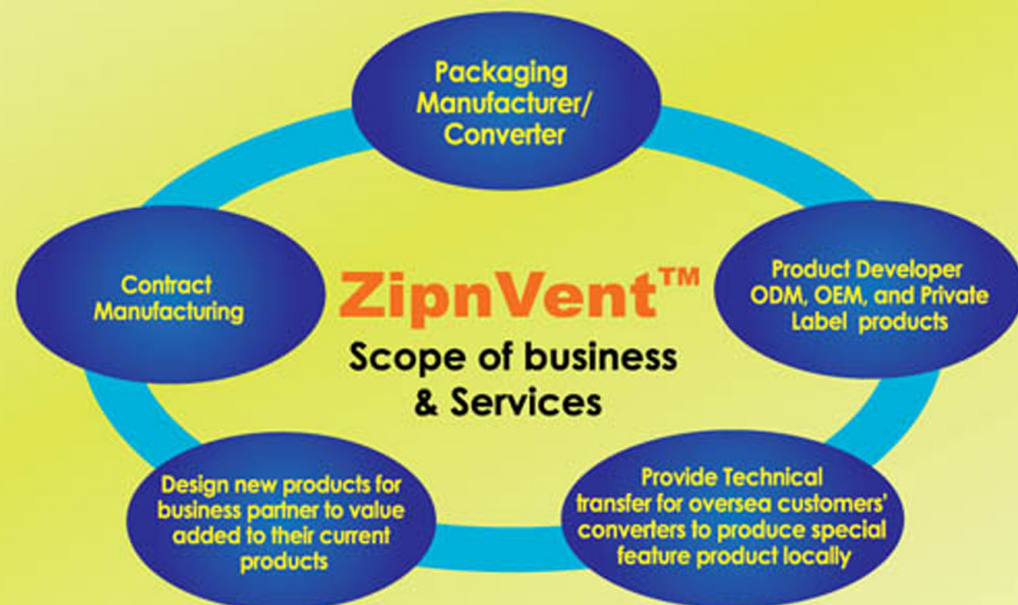 Packaging
Manufacturer/
Converter
Contract
Manufacturing
ZipnVent™
Scope of business
& Services
Product Developer
ODM, OEM, and Private
Label products
Design new products for
business partner to value
added to their current
products
Provide Technical
transfer for oversea customers'
converters to produce special
feature product locally